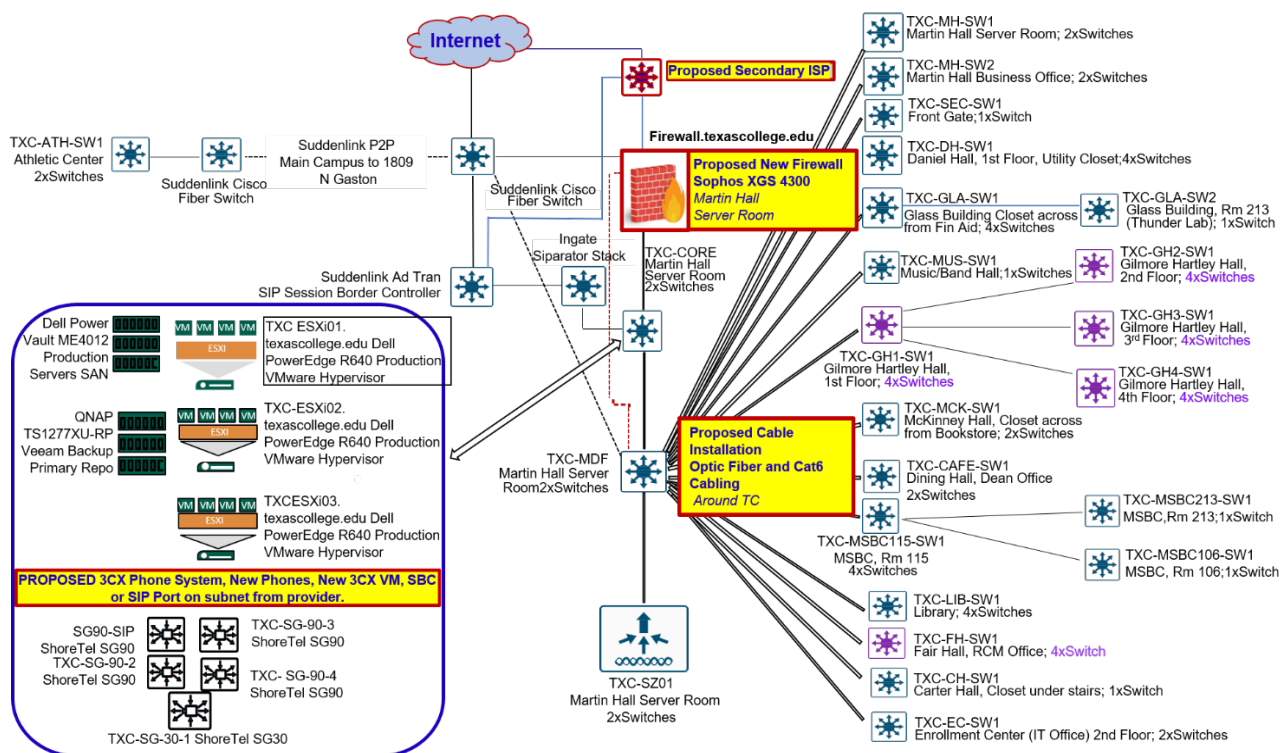 Internet
Proposed Secondary ISP
Firewall.texascollege.edu
TXC-ATH-SW1
Athletic Center
2xSwitches
Suddenlink Cisco
Fiber Switch
Suddenlink P2P
Main Campus to 1809
N Gaston
Suddenlink Cisco
Fiber Switch
Proposed New Firewall
Sophos XGS 4300
Martin Hall
Server Room
Ingate
Siparator Stack
TXC-CORE
Martin Hall
Server Room
2xSwitches
Suddenlink Ad Tran
SIP Session Border Controller
Dell Power
Vault ME4012
Production
Servers SAN
VM VM VM VM
ESXI
TXC ESXi01.
texascollege.edu Dell
PowerEdge R640 Production
VMware Hypervisor
QNAP
TS1277XU-RP
Veeam Backup
Primary Repo
VM VM VM VM
ESXI
TXC-ESXi02.
texascollege.edu Dell
PowerEdge R640 Production
VMware Hypervisor
VM VM VM VM
ESXI
TXCESXi03.
texascollege.edu Dell
PowerEdge R640 Production
VMware Hypervisor
PROPOSED 3CX Phone System, New Phones, New 3CX VM, SBC
or SIP Port on subnet from provider.
SG90-SIP
ShoreTel SG90
TXC-SG-90-3
ShoreTel SG90
TXC-SG-90-2
ShoreTel SG90
TXC- SG-90-4
ShoreTel SG90
TXC-SG-30-1 ShoreTel SG30
TXC-MDF
Martin Hall Server
Room2xSwitches
Proposed Cable
Installation
Optic Fiber and Cat6
Cabling
Around TC
TXC-SZ01
Martin Hall Server Room
2xSwitches
TXC-MH-SW1
Martin Hall Server Room; 2xSwitches
TXC-MH-SW2
Martin Hall Business Office; 2xSwitches
TXC-SEC-SW1
Front Gate;1xSwitch
TXC-DH-SW1
Daniel Hall, 1st Floor, Utility Closet;4xSwitches
TXC-GLA-SW1
Glass Building Closet across
from Fin Aid; 4xSwitches
TXC-GLA-SW2
Glass Building, Rm 213
(Thunder Lab); 1xSwitch
TXC-MUS-SW1
Music/Band Hall;1xSwitches
TXC-GH2-SW1
Gilmore Hartley Hall,
2nd Floor; 4xSwitches
TXC-GH3-SW1
Gilmore Hartley Hall,
3rd Floor; 4xSwitches
TXC-GH1-SW1
Gilmore Hartley Hall,
1st Floor; 4xSwitches
TXC-GH4-SW1
Gilmore Hartley Hall,
4th Floor; 4xSwitches
TXC-MCK-SW1
McKinney Hall, Closet across
from Bookstore; 2xSwitches
TXC-CAFE-SW1
Dining Hall, Dean Office
2xSwitches
TXC-MSBC213-SW1
MSBC,Rm 213;1xSwitch
TXC-MSBC115-SW1
MSBC, Rm 115
4xSwitches
TXC-MSBC106-SW1
MSBC, Rm 106;1xSwitch
TXC-LIB-SW1
Library; 4xSwitches
TXC-FH-SW1
Fair Hall, RCM Office; 4xSwitch
TXC-CH-SW1
Carter Hall, Closet under stairs; 1xSwitch
TXC-EC-SW1
Enrollment Center (IT Office) 2nd Floor; 2xSwitches